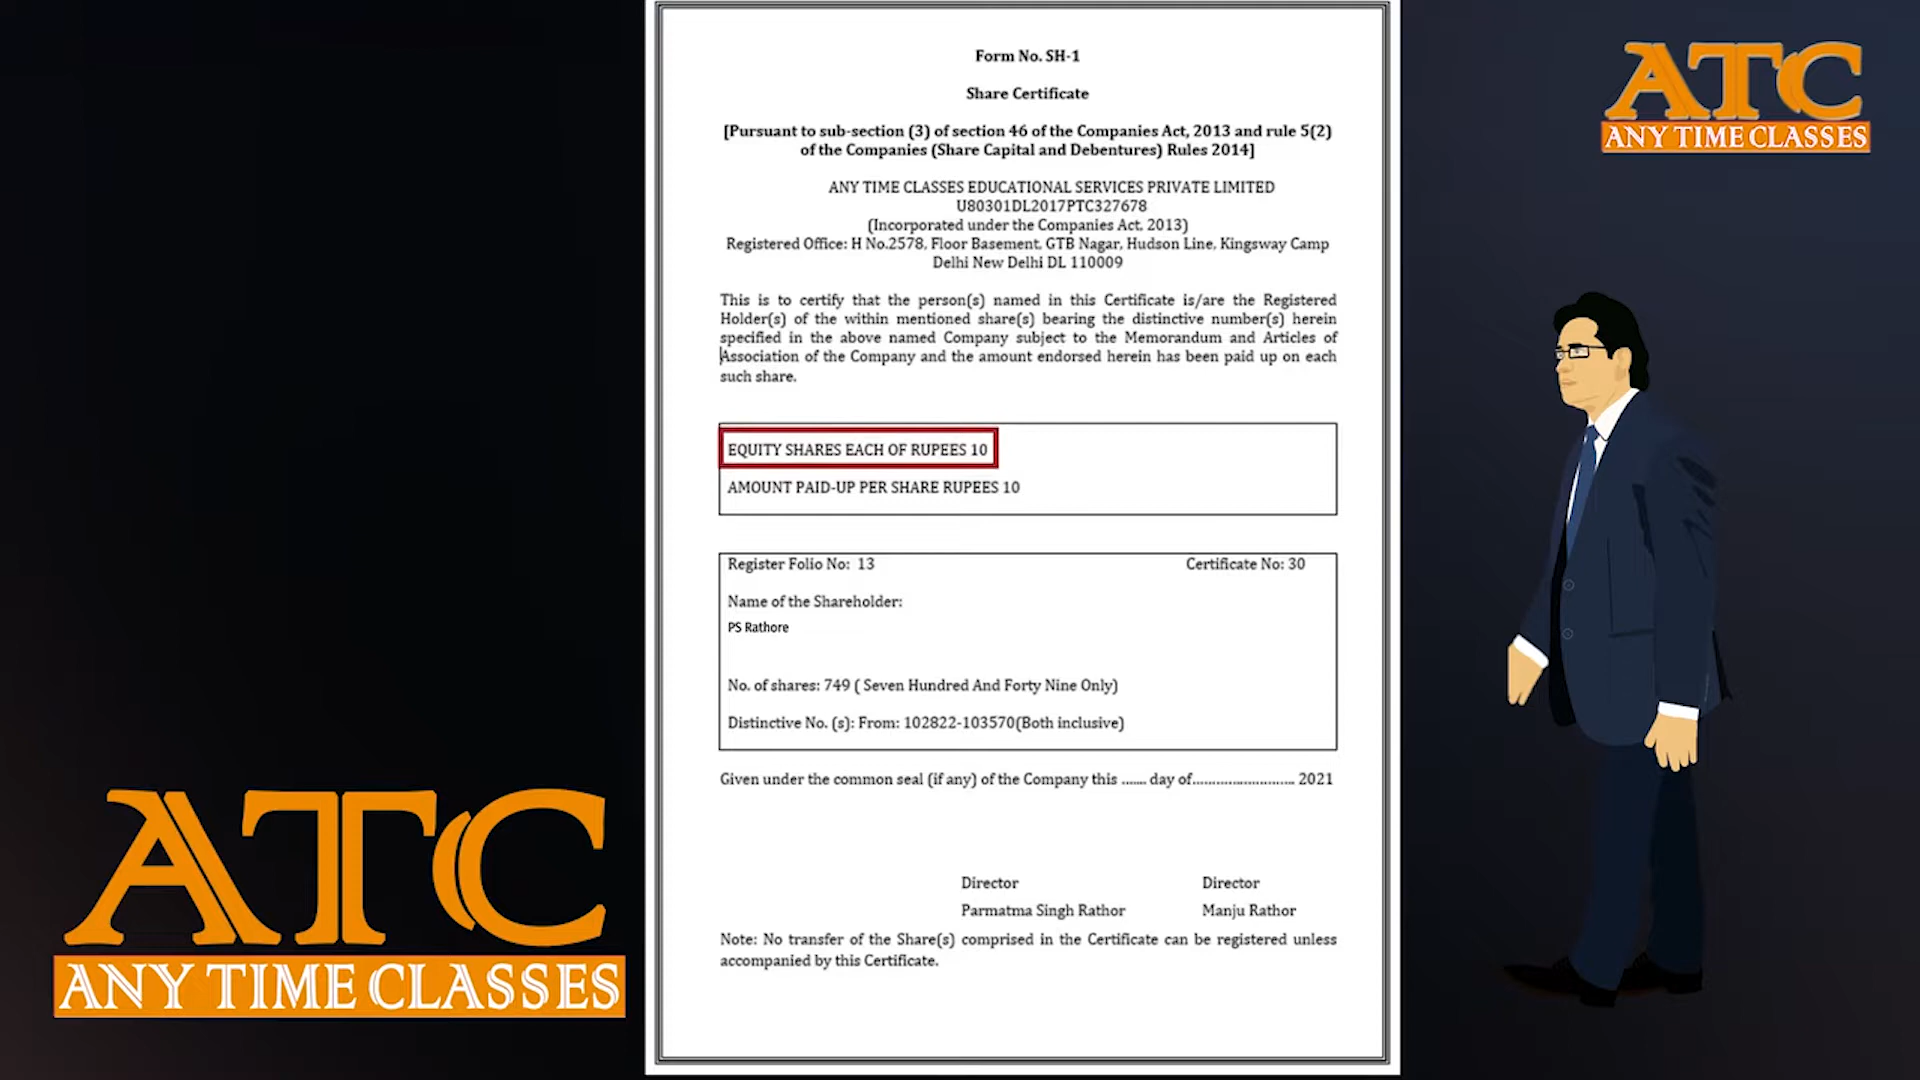 Form No. SH-1
Share Certificate
[Pursuant to sub-section (3) of section 46 of the Companies Act, 2013 and rule 5(2)
of the Companies (Share Capital and Debentures) Rules 2014]
ANY TIME CLASSES EDUCATIONAL SERVICES PRIVATE LIMITED
U80301DL2017PTC327678
(Incorporated under the Companies Act, 2013)
Registered Office: H No.2578, Floor Basement, GTB Nagar, Hudson Line, Kingsway Camp
Delhi New Delhi DL 110009
This is to certify that the person(s) named in this Certificate is/are the Registered
Holder(s) of the within mentioned share(s) bearing the distinctive number(s) herein
specified in the above named Company subject to the Memorandum and Articles of
Association of the Company and the amount endorsed herein has been paid up on each
such share.
EQUITY SHARES EACH OF RUPEES 10
AMOUNT PAID-UP PER SHARE RUPEES 10
Register Folio No: 13 Certificate No: 30
Name of the Shareholder:
PS Rathore
No. of shares: 749 ( Seven Hundred And Forty Nine Only)
Distinctive No. (s): From: 102822-103570(Both inclusive)
Given under the common seal (if any) of the Company this ....... day of............................. 2021
Director Director
Parmatma Singh Rathor Manju Rathor
Note: No transfer of the Share(s) comprised in the Certificate can be registered unless
accompanied by this Certificate.
ATC
ANY TIME CLASSES
ATC
ANY TIME CLASSES